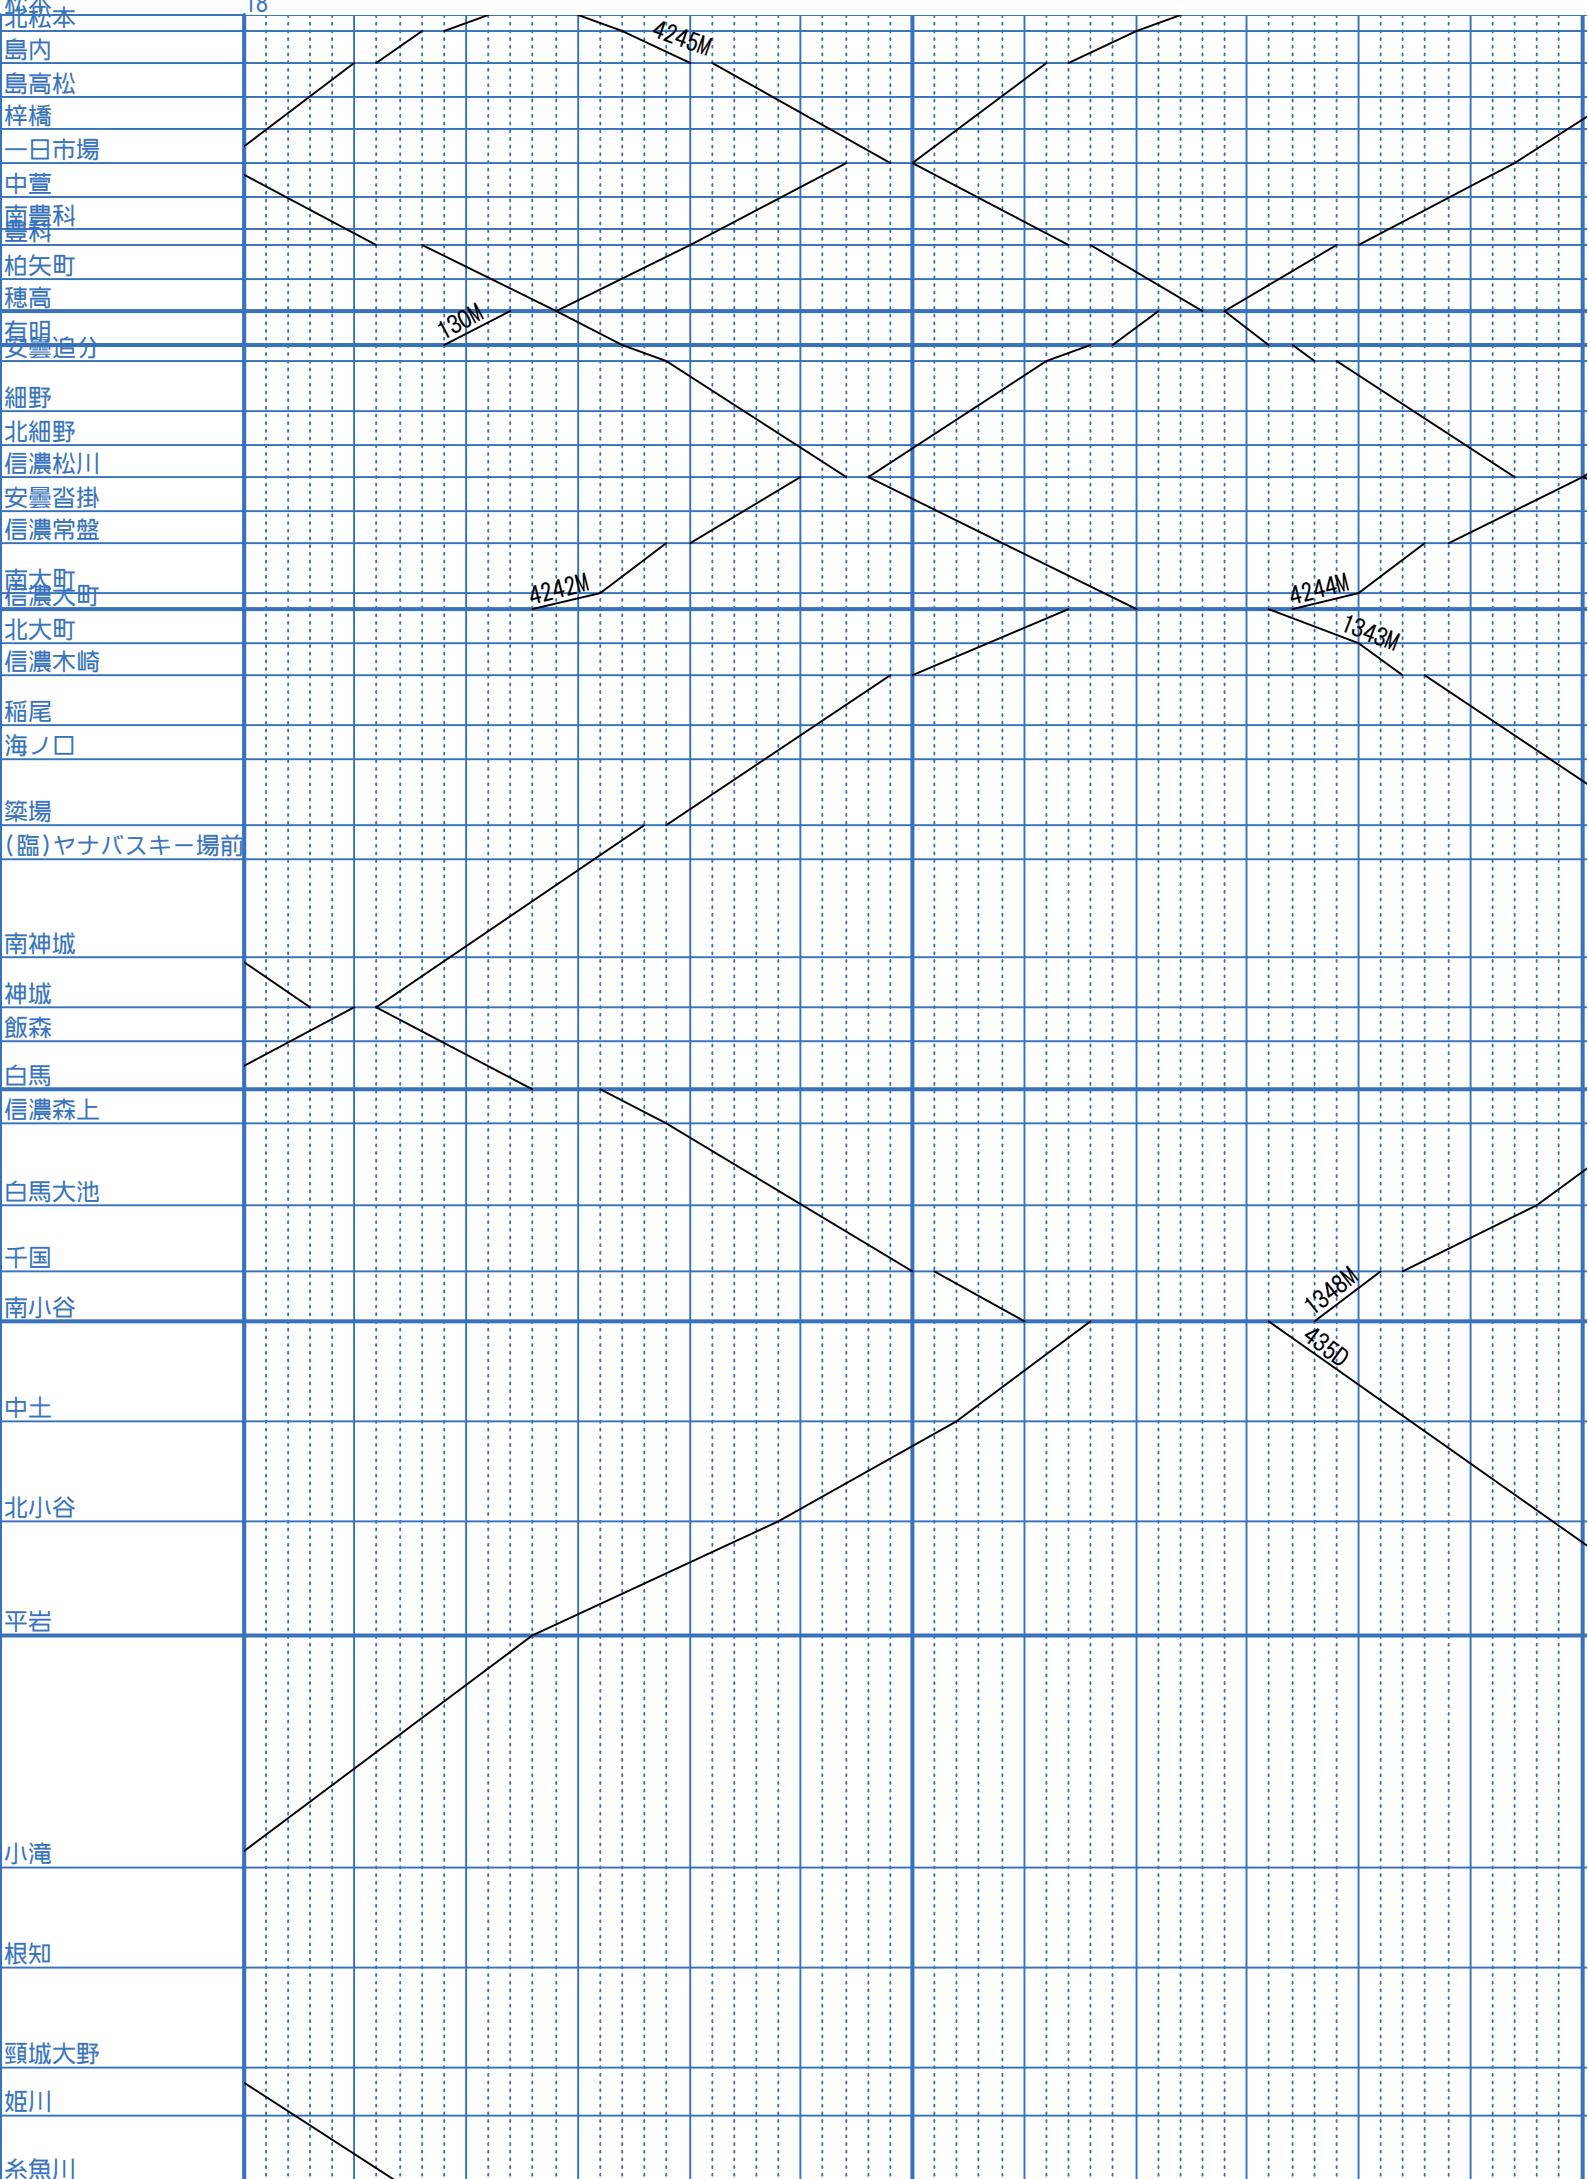 松本
18
北松本
島内
4245M
島高松
梓橋
一日市場
中萱
南豊科
豊科
柏矢町
穂高
130M
有明
安曇追分
細野
北細野
信濃松川
安曇沓掛
信濃常盤
南大町
4242M
4244M
信濃大町
北大町
1343M
信濃木崎
稲尾
海ノ口
簗場
(臨)ヤナバスキー場前
南神城
神城
飯森
白馬
信濃森上
白馬大池
千国
1348M
南小谷
435D
中土
北小谷
平岩
小滝
根知
頸城大野
姫川
糸魚川